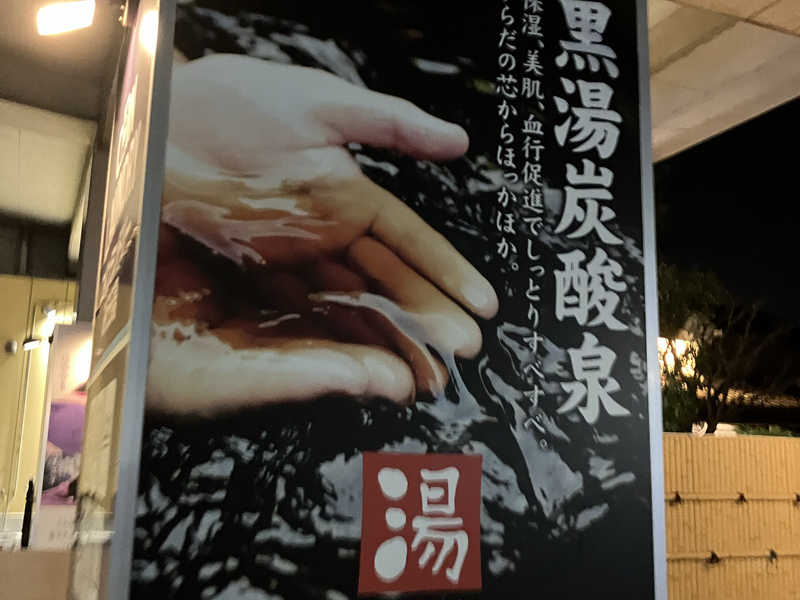 黒湯炭酸泉
保湿、美肌、血行促進でしっとりすべすべ。
らだの芯からほっかほか。
湯